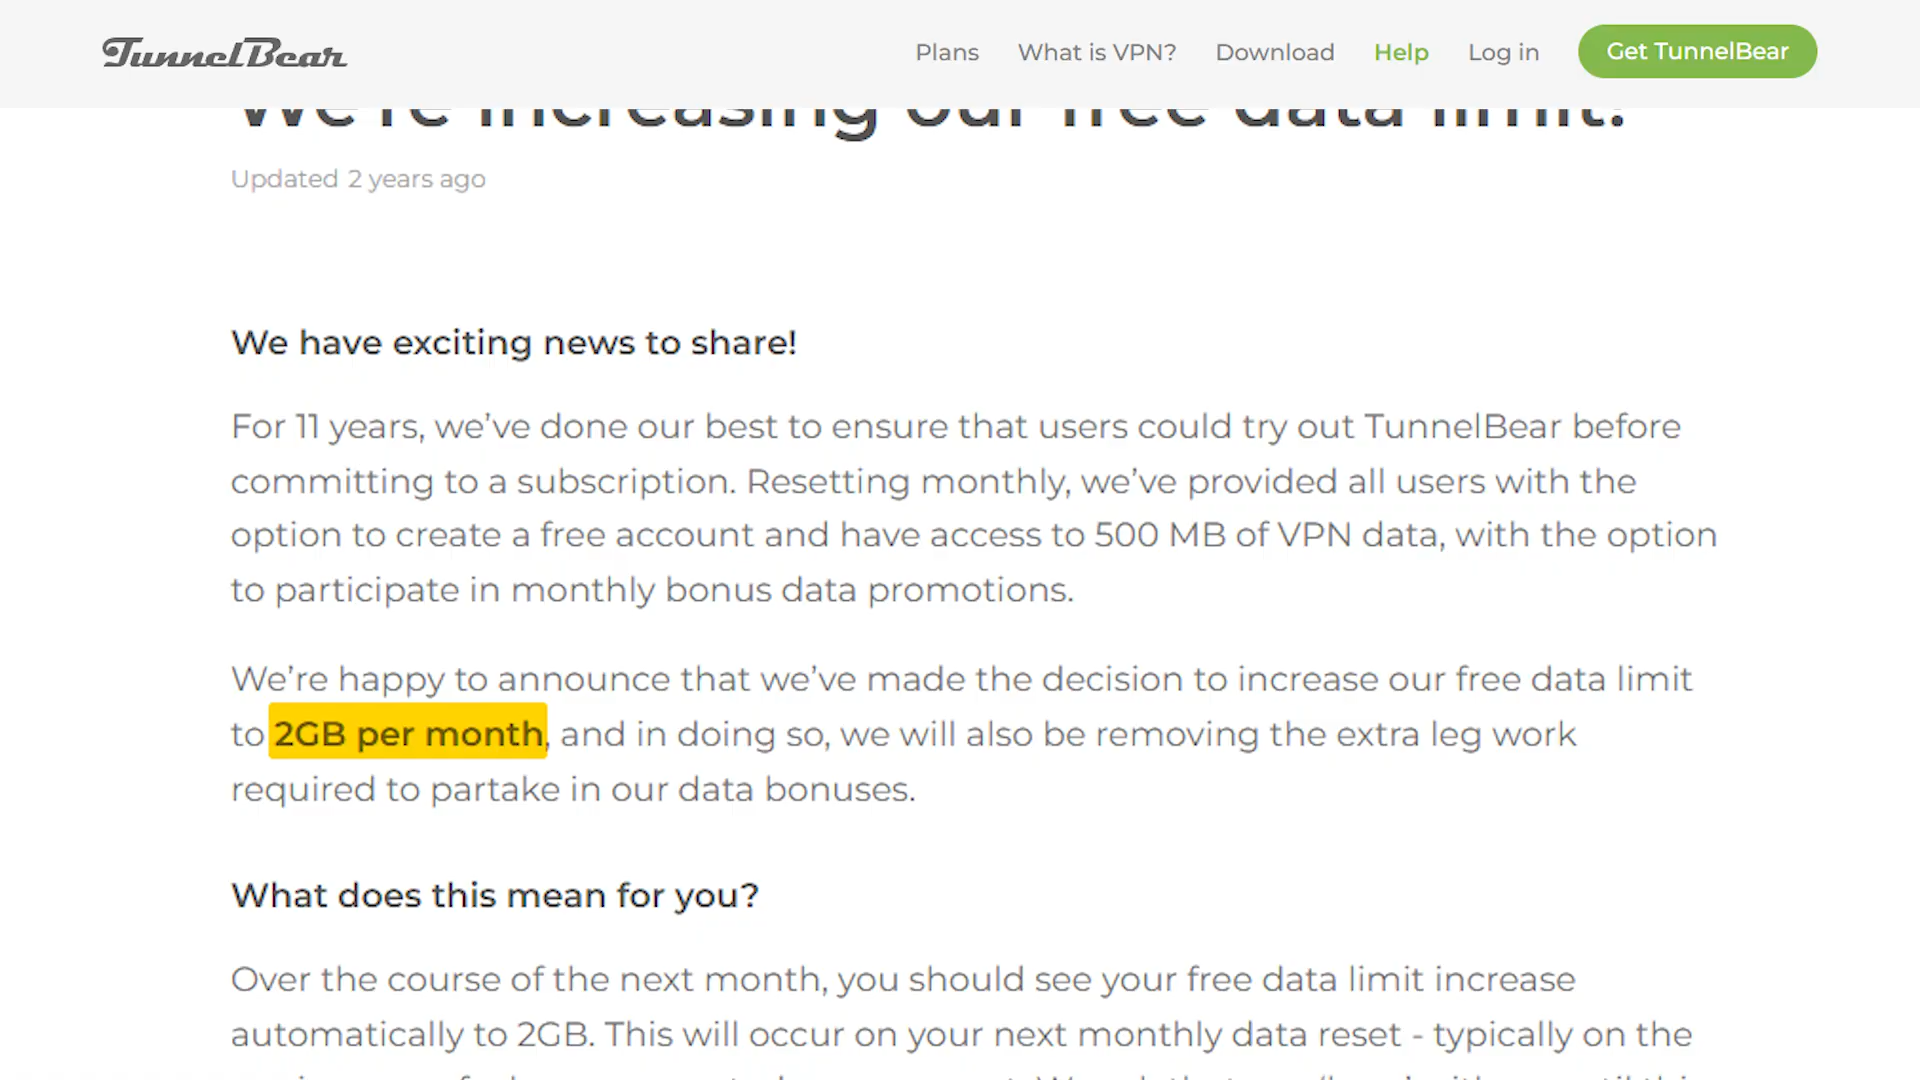 TunnelBear
Plans What is VPN? Download Help Log in Get TunnelBear
We're increasing our free data limit!
Updated 2 years ago
We have exciting news to share!
For 11 years, we've done our best to ensure that users could try out TunnelBear before
committing to a subscription. Resetting monthly, we've provided all users with the
option to create a free account and have access to 500 MB of VPN data, with the option
to participate in monthly bonus data promotions.
We're happy to announce that we've made the decision to increase our free data limit
to 2GB per month, and in doing so, we will also be removing the extra leg work
required to partake in our data bonuses.
What does this mean for you?
Over the course of the next month, you should see your free data limit increase
automatically to 2GB. This will occur on your next monthly data reset - typically on the